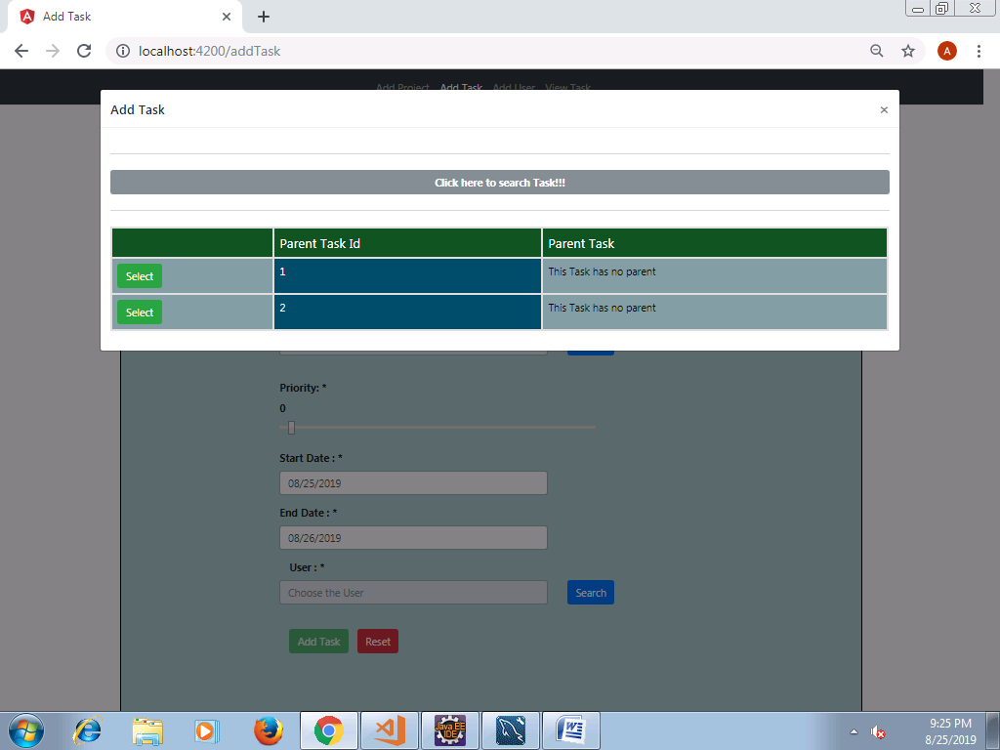 Add Task
localhost:4200/addTask
A
Add Project Add Task Add User View Task
Add Task
Click here to search Task!!!
Parent Task Id Parent Task
Select 1 This Task has no parent
Select 2 This Task has no parent
Priority: *
0
Start Date : *
08/25/2019
End Date : *
08/26/2019
User : *
Choose the User Search
Add Task Reset
Java EE
IDE
9:25 PM
8/25/2019